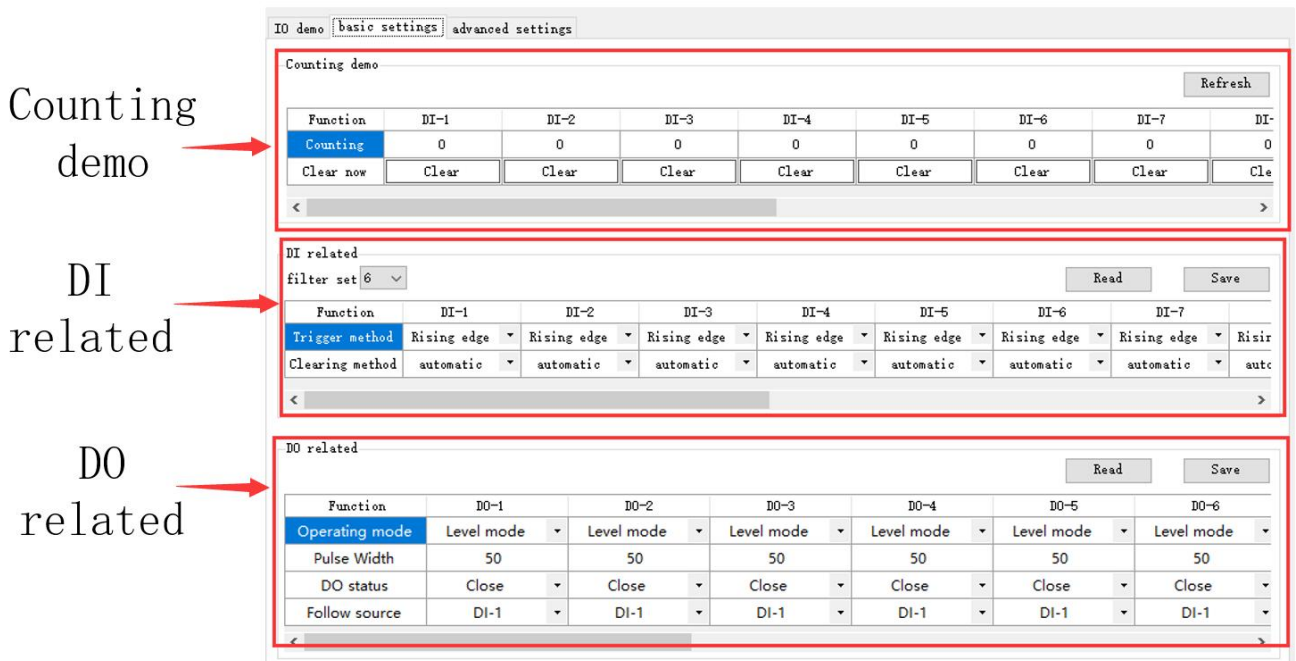 IO demo basic settings advanced settings
Counting demo
Counting demo
Refresh
Function DI-1 DI-2 DI-3 DI-4 DI-5 DI-6 DI-7 DI-
Counting 0 0 0 0 0 0 0 0
Clear now Clear Clear Clear Clear Clear Clear Clear Cle
DI related
DI related
filter set 6 Read Save
Function DI-1 DI-2 DI-3 DI-4 DI-5 DI-6 DI-7
Trigger method Rising edge Rising edge Rising edge Rising edge Rising edge Rising edge Rising edge Risin
Clearing method automatic automatic automatic automatic automatic automatic automatic auto
DO related
DO related
Read Save
Function DO-1 DO-2 DO-3 DO-4 DO-5 DO-6
Operating mode Level mode Level mode Level mode Level mode Level mode Level mode
Pulse Width 50 50 50 50 50 50
DO status Close Close Close Close Close Close
Follow source DI-1 DI-1 DI-1 DI-1 DI-1 DI-1